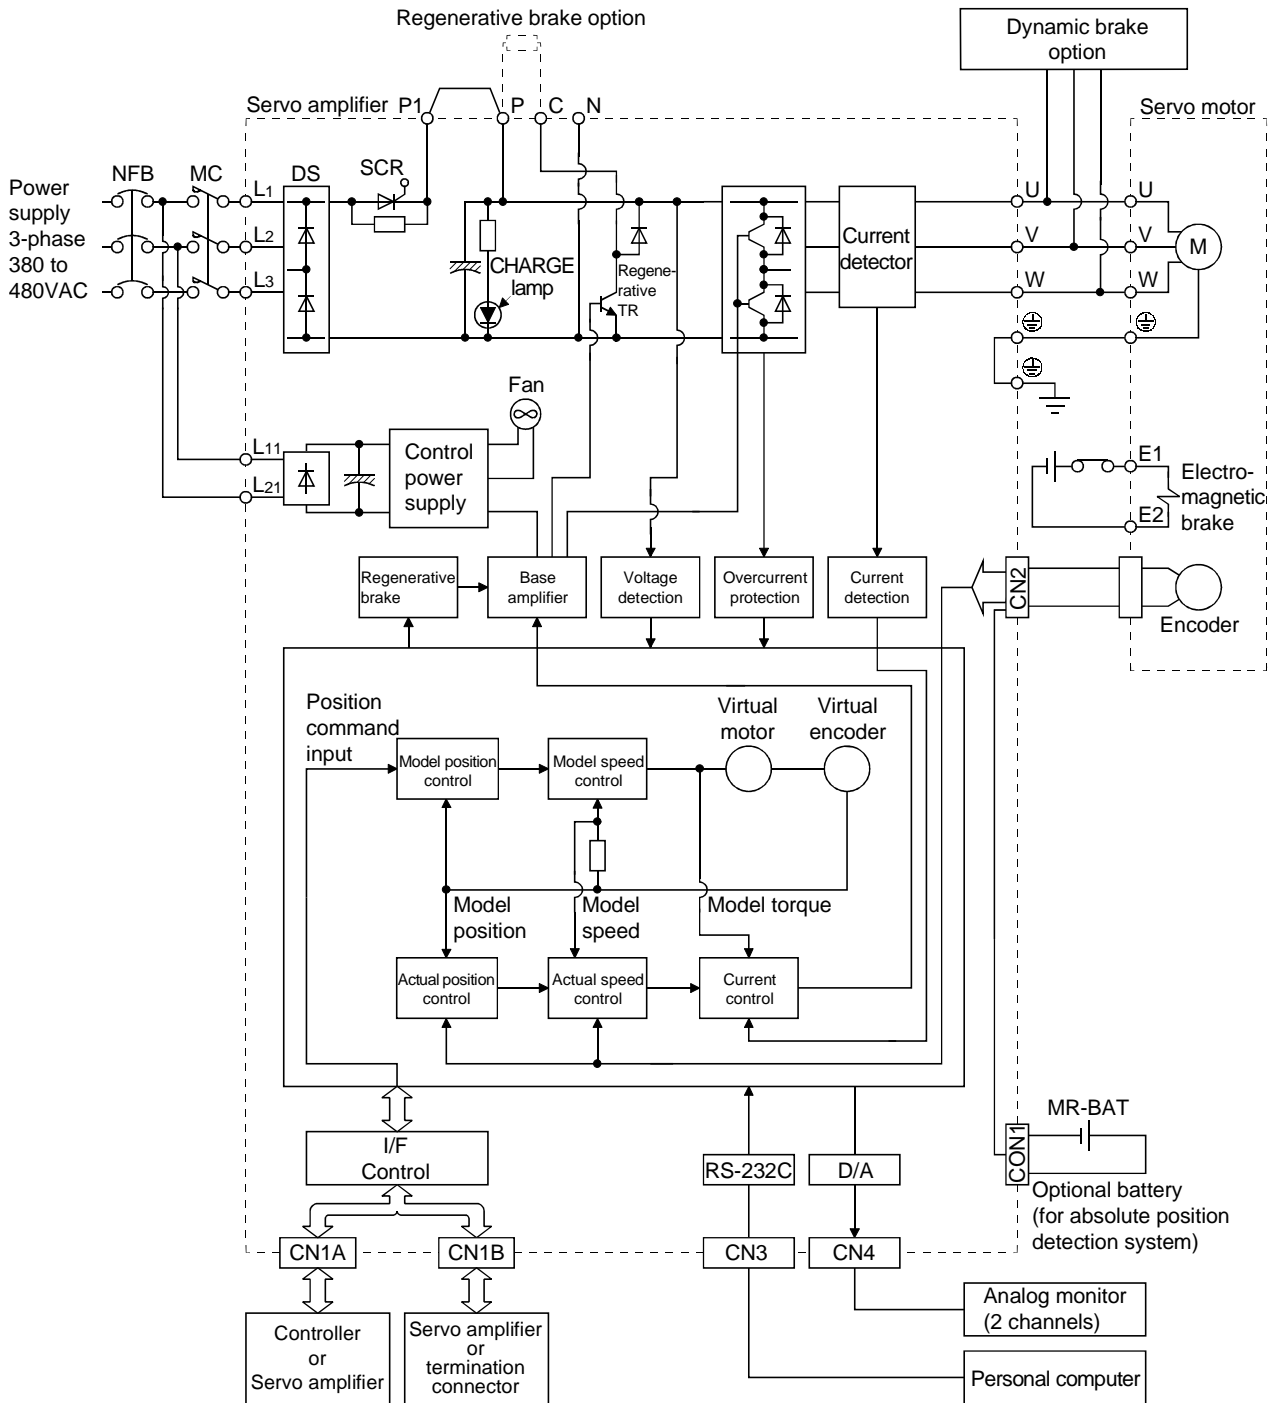 Regenerative brake option
Dynamic brake
option
Servo amplifier
P1
P
C
N
Servo motor
NFB
MC
DS
SCR
Power
supply
3-phase
380 to
480VAC
L1
L2
L3
CHARGE
lamp
Regene-
rative
TR
Current
detector
U
V
W
U
V
W
M
Fan
L11
L21
Control
power
supply
E1
E2
Electro-
magnetic
brake
Regenerative
brake
Base
amplifier
Voltage
detection
Overcurrent
protection
Current
detection
CN2
Encoder
Position
command
input
Virtual
motor
Virtual
encoder
Model position
control
Model speed
control
Model
position
Model
speed
Model torque
Actual position
control
Actual speed
control
Current
control
MR-BAT
CON1
I/F
Control
RS-232C
D/A
Optional battery
(for absolute position
detection system)
CN1A
CN1B
CN3
CN4
Controller
or
Servo amplifier
Servo amplifier
or
termination
connector
Analog monitor
(2 channels)
Personal computer